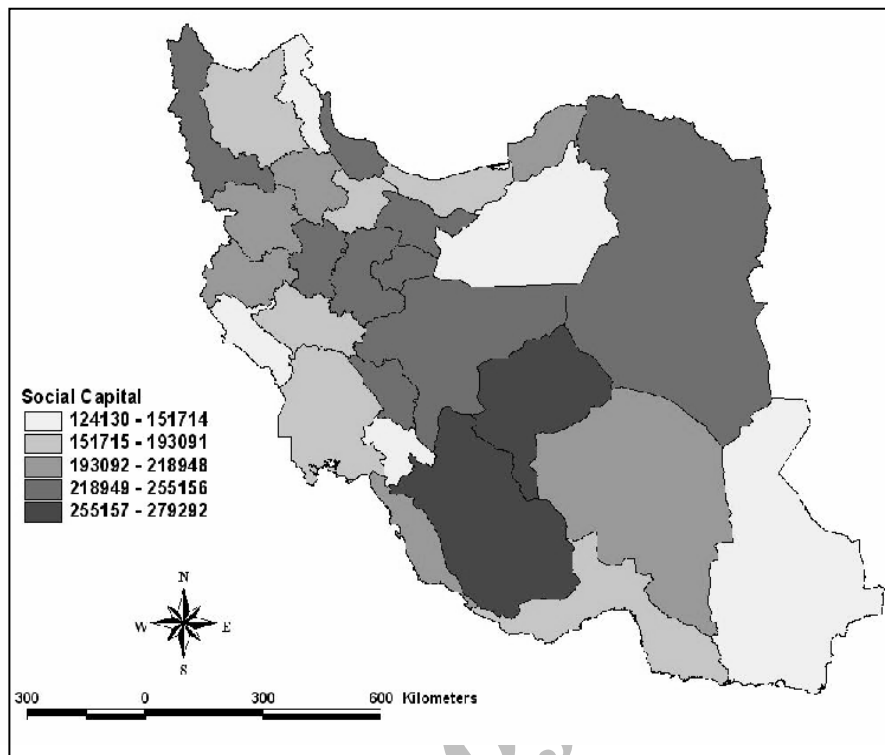 Social Capital
124130 - 151714
151715 - 193091
193092 - 218948
218949 - 255156
255157 - 279292
N
W E
S
300 0 300 600 Kilometers